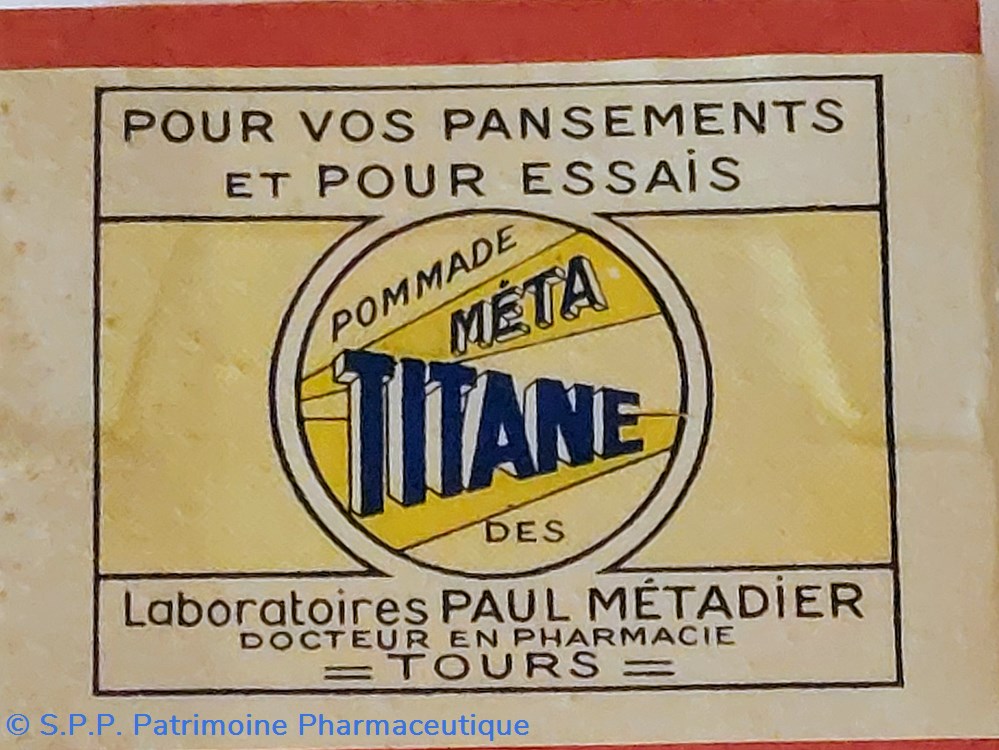 POUR VOS PANSEMENTS
ET POUR ESSAiS
POMMADE
MÉTA
TITANE
DES
Laboratoires PAUL MÉTADiER
DOCTEUR EN PHARMACIE
= TOURS =
© S.P.P. Patrimoine Pharmaceutique